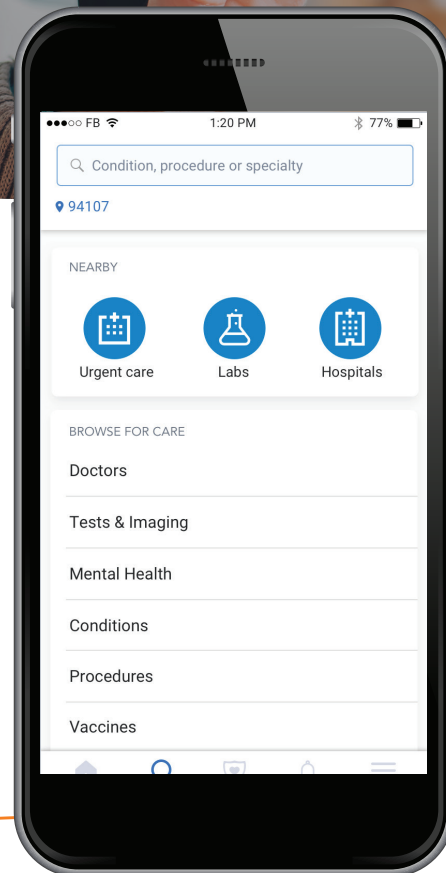 FB 1:20 PM 77%
Condition, procedure or specialty
94107
NEARBY
Urgent care Labs Hospitals
BROWSE FOR CARE
Doctors
Tests & Imaging
Mental Health
Conditions
Procedures
Vaccines